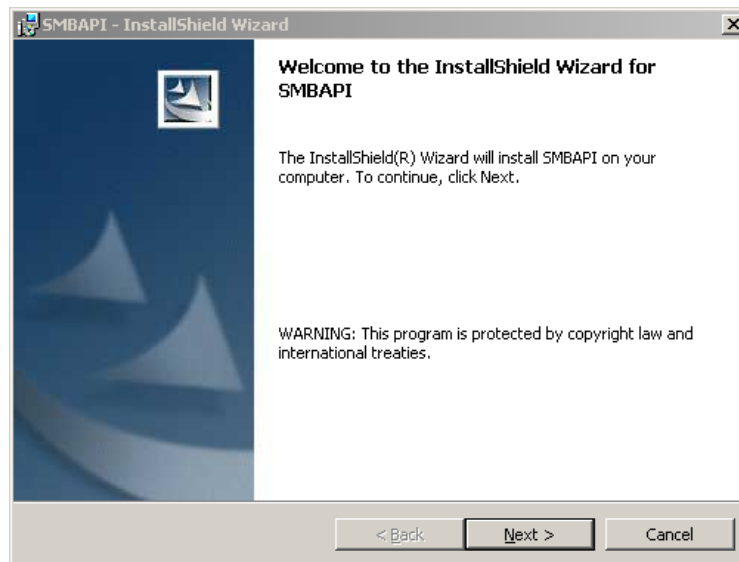 SMBAPI - InstallShield Wizard
Welcome to the InstallShield Wizard for
SMBAPI
The InstallShield(R) Wizard will install SMBAPI on your
computer. To continue, click Next.
WARNING: This program is protected by copyright law and
international treaties.
< Back
Next >
Cancel